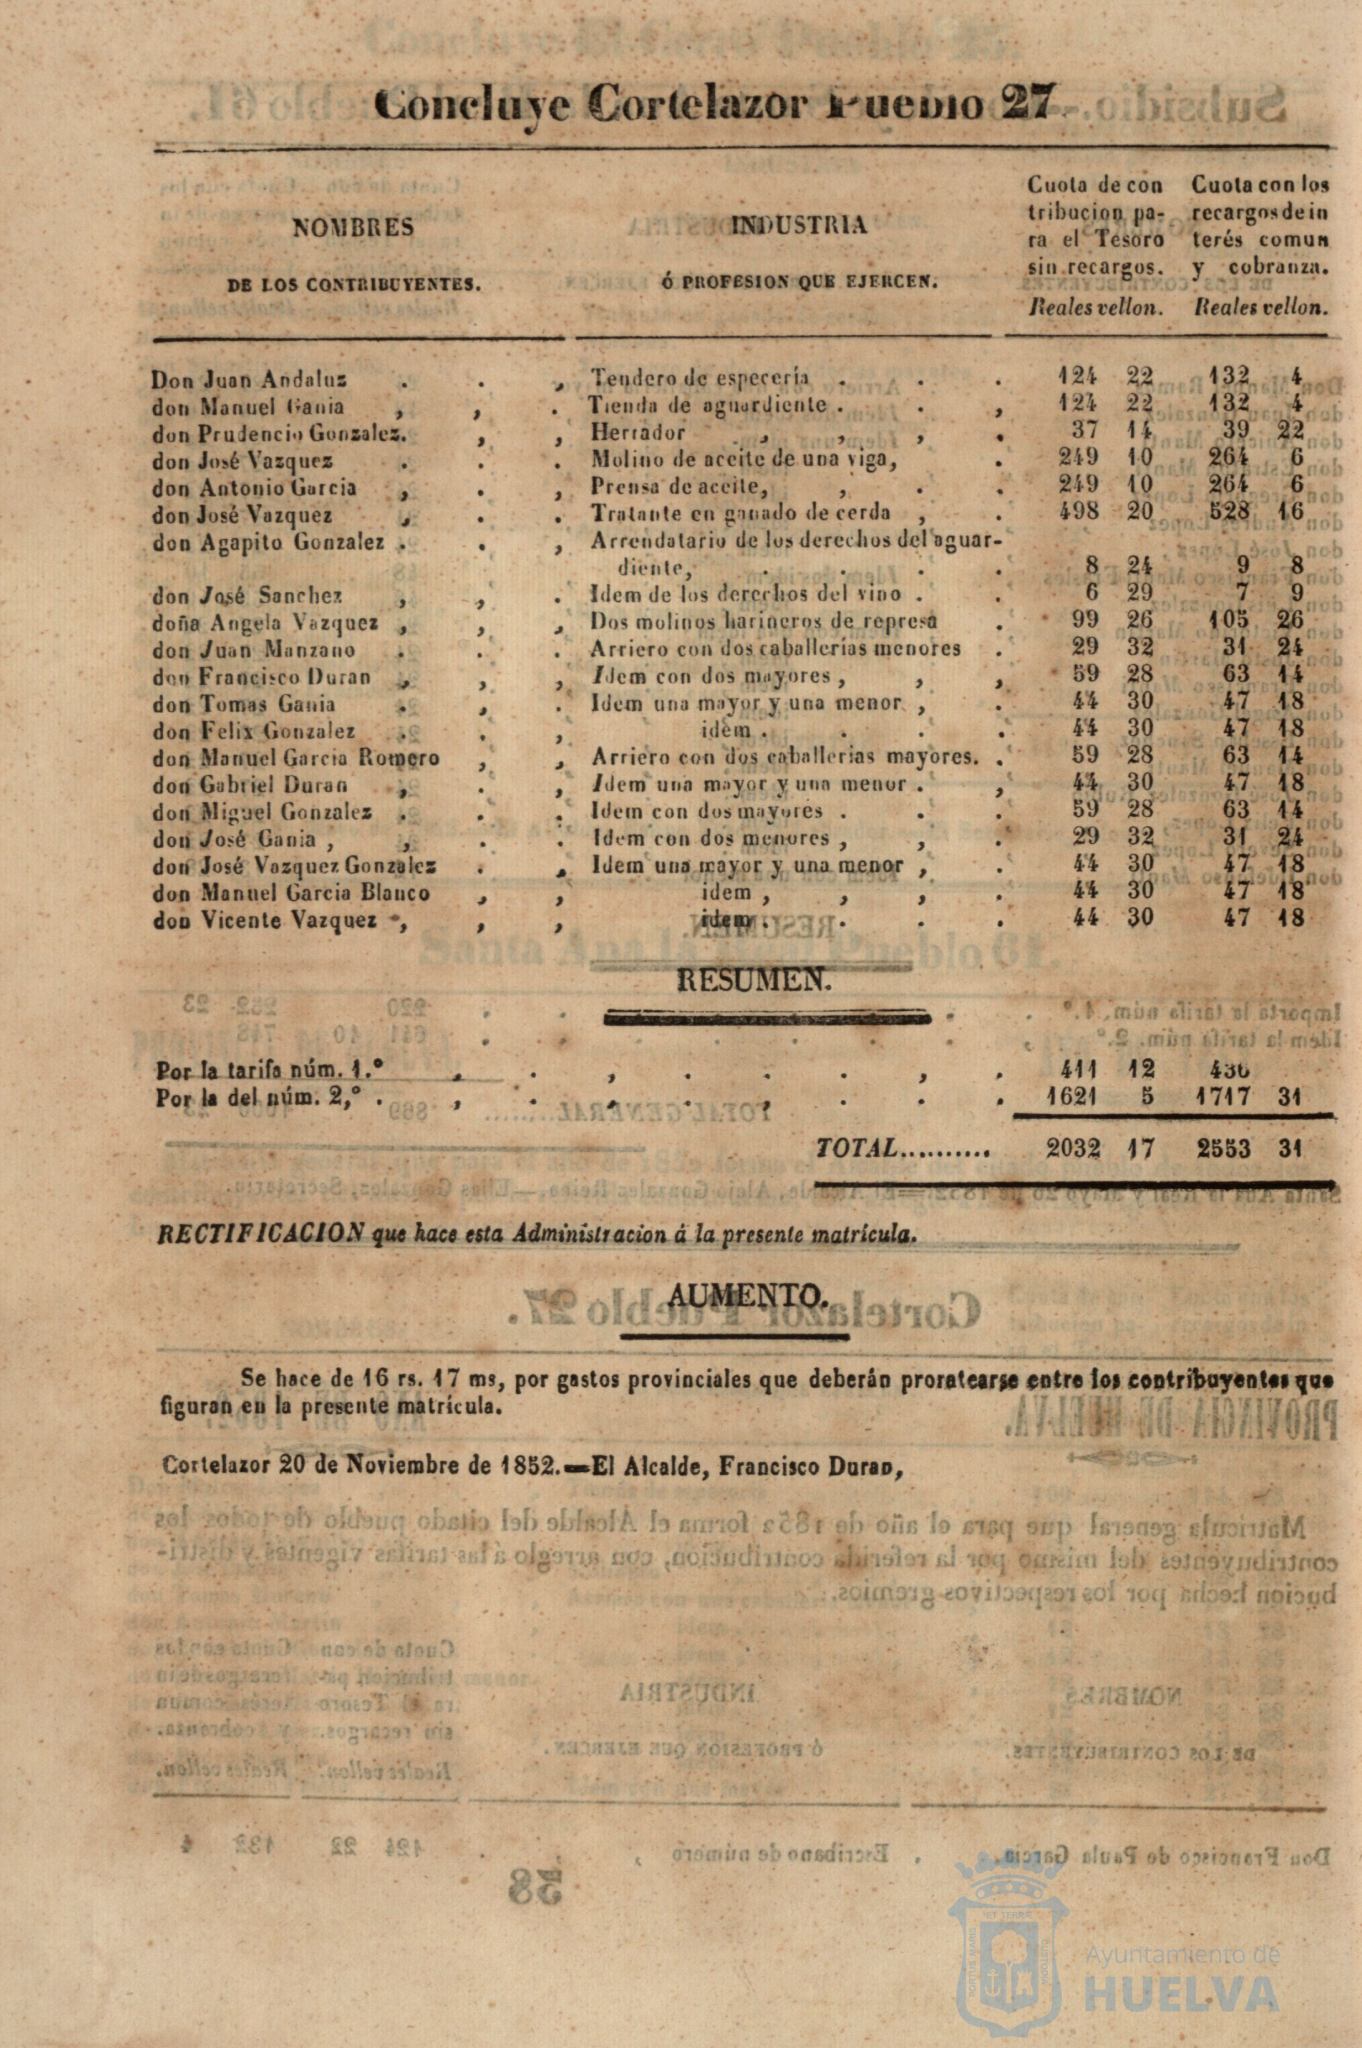 Concluye Cortelazor Pueblo 27
NOMBRES
DE LOS CONTRIBUYENTES.
INDUSTRIA
Ó PROFESION QUE EJERCEN.
Cuota de con
tribucion pa-
ra el Tesoro
sin recargos.
Reales vellon.
Cuota con los
recargos de in
terés comun
y cobranza.
Reales vellon.
Don Juan Andaluz . . , Tendero de especería . . . 124 22 132 4
don Manuel Gania , , . Tienda de aguardiente . . , 124 22 132 4
don Prudencio Gonzalez. , , Herrador , , , . 37 14 39 22
don José Vazquez . . . Molino de aceite de una viga, . 249 10 264 6
don Antonio Garcia , . , Prensa de aceite, , . . 249 10 264 6
don José Vazquez , . . Tratante en ganado de cerda , . 498 20 528 16
don Agapito Gonzalez . . , Arrendatario de los derechos del aguar-
diente, . . . . 8 24 9 8
don José Sanchez , , . Idem de los derechos del vino . . 6 29 7 9
doña Angela Vazquez , , , Dos molinos harineros de represa . 99 26 105 26
don Juan Manzano . . . Arriero con dos caballerías menores . 29 32 31 24
don Francisco Duran , , , Idem con dos mayores , , , 59 28 63 14
don Tomas Gania . , . Idem una mayor y una menor , . 44 30 47 18
don Felix Gonzalez . . , idem . . . . 44 30 47 18
don Manuel Garcia Romero , , Arriero con dos caballerias mayores. . 59 28 63 14
don Gabriel Duran , . , Idem una mayor y una menor . , 44 30 47 18
don Miguel Gonzalez . . . Idem con dos mayores . . . 59 28 63 14
don José Gania , , . . Idem con dos menores , , . 29 32 31 24
don José Vazquez Gonzalez . , Idem una mayor y una menor , . 44 30 47 18
don Manuel Garcia Blanco , , idem , , , . 44 30 47 18
don Vicente Vazquez , , , idem . . . . 44 30 47 18
RESUMEN.
Por la tarifa núm. 1.º , . , . . . , . 411 12 436
Por la del núm. 2,º . , . , . , . . . 1621 5 1717 31
TOTAL.......... 2032 17 2553 31
RECTIFICACION que hace esta Administracion á la presente matrícula.
AUMENTO.
Se hace de 16 rs. 17 ms, por gastos provinciales que deberán proratearse entre los contribuyentes que
figuran en la presente matrícula.
Cortelazor 20 de Noviembre de 1852.—El Alcalde, Francisco Duran,
Ayuntamiento de
HUELVA